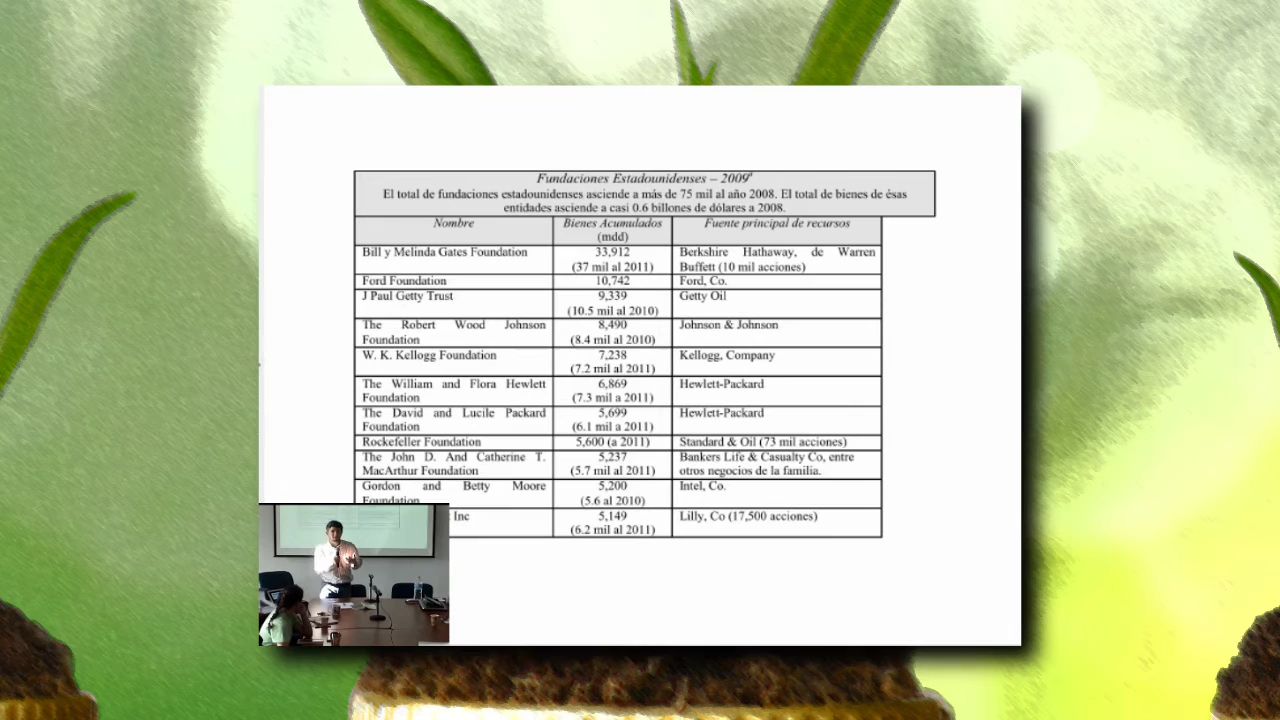 Fundaciones Estadounidenses – 2009ª
El total de fundaciones estadounidenses asciende a más de 75 mil al año 2008. El total de bienes de ésas
entidades asciende a casi 0.6 billones de dólares a 2008.
Nombre Bienes Acumulados (mdd) Fuente principal de recursos
Bill y Melinda Gates Foundation 33,912 Berkshire Hathaway, de Warren
(37 mil al 2011) Buffett (10 mil acciones)
Ford Foundation 10,742 Ford, Co.
J Paul Getty Trust 9,339 Getty Oil
(10.5 mil al 2010)
The Robert Wood Johnson 8,490 Johnson & Johnson
Foundation (8.4 mil al 2010)
W. K. Kellogg Foundation 7,238 Kellogg, Company
(7.2 mil al 2011)
The William and Flora Hewlett 6,869 Hewlett-Packard
Foundation (7.3 mil a 2011)
The David and Lucile Packard 5,699 Hewlett-Packard
Foundation (6.1 mil a 2011)
Rockefeller Foundation 5,600 (a 2011) Standard & Oil (73 mil acciones)
The John D. And Catherine T. 5,237 Bankers Life & Casualty Co, entre
MacArthur Foundation (5.7 mil al 2011) otros negocios de la familia.
Gordon and Betty Moore 5,200 Intel, Co.
Foundation (5.6 al 2010)
Inc 5,149 Lilly, Co (17,500 acciones)
(6.2 mil al 2011)